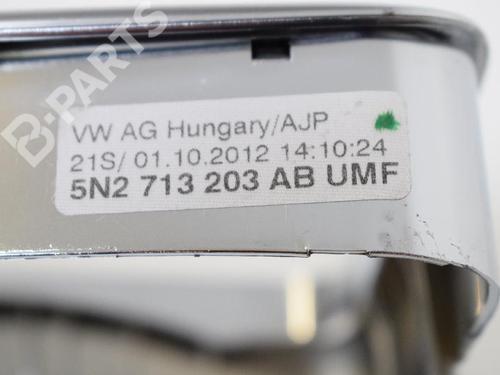 B-PARTS
VW AG Hungary/AJP
21S/ 01.10.2012 14:10:24
5N2 713 203 AB UMF